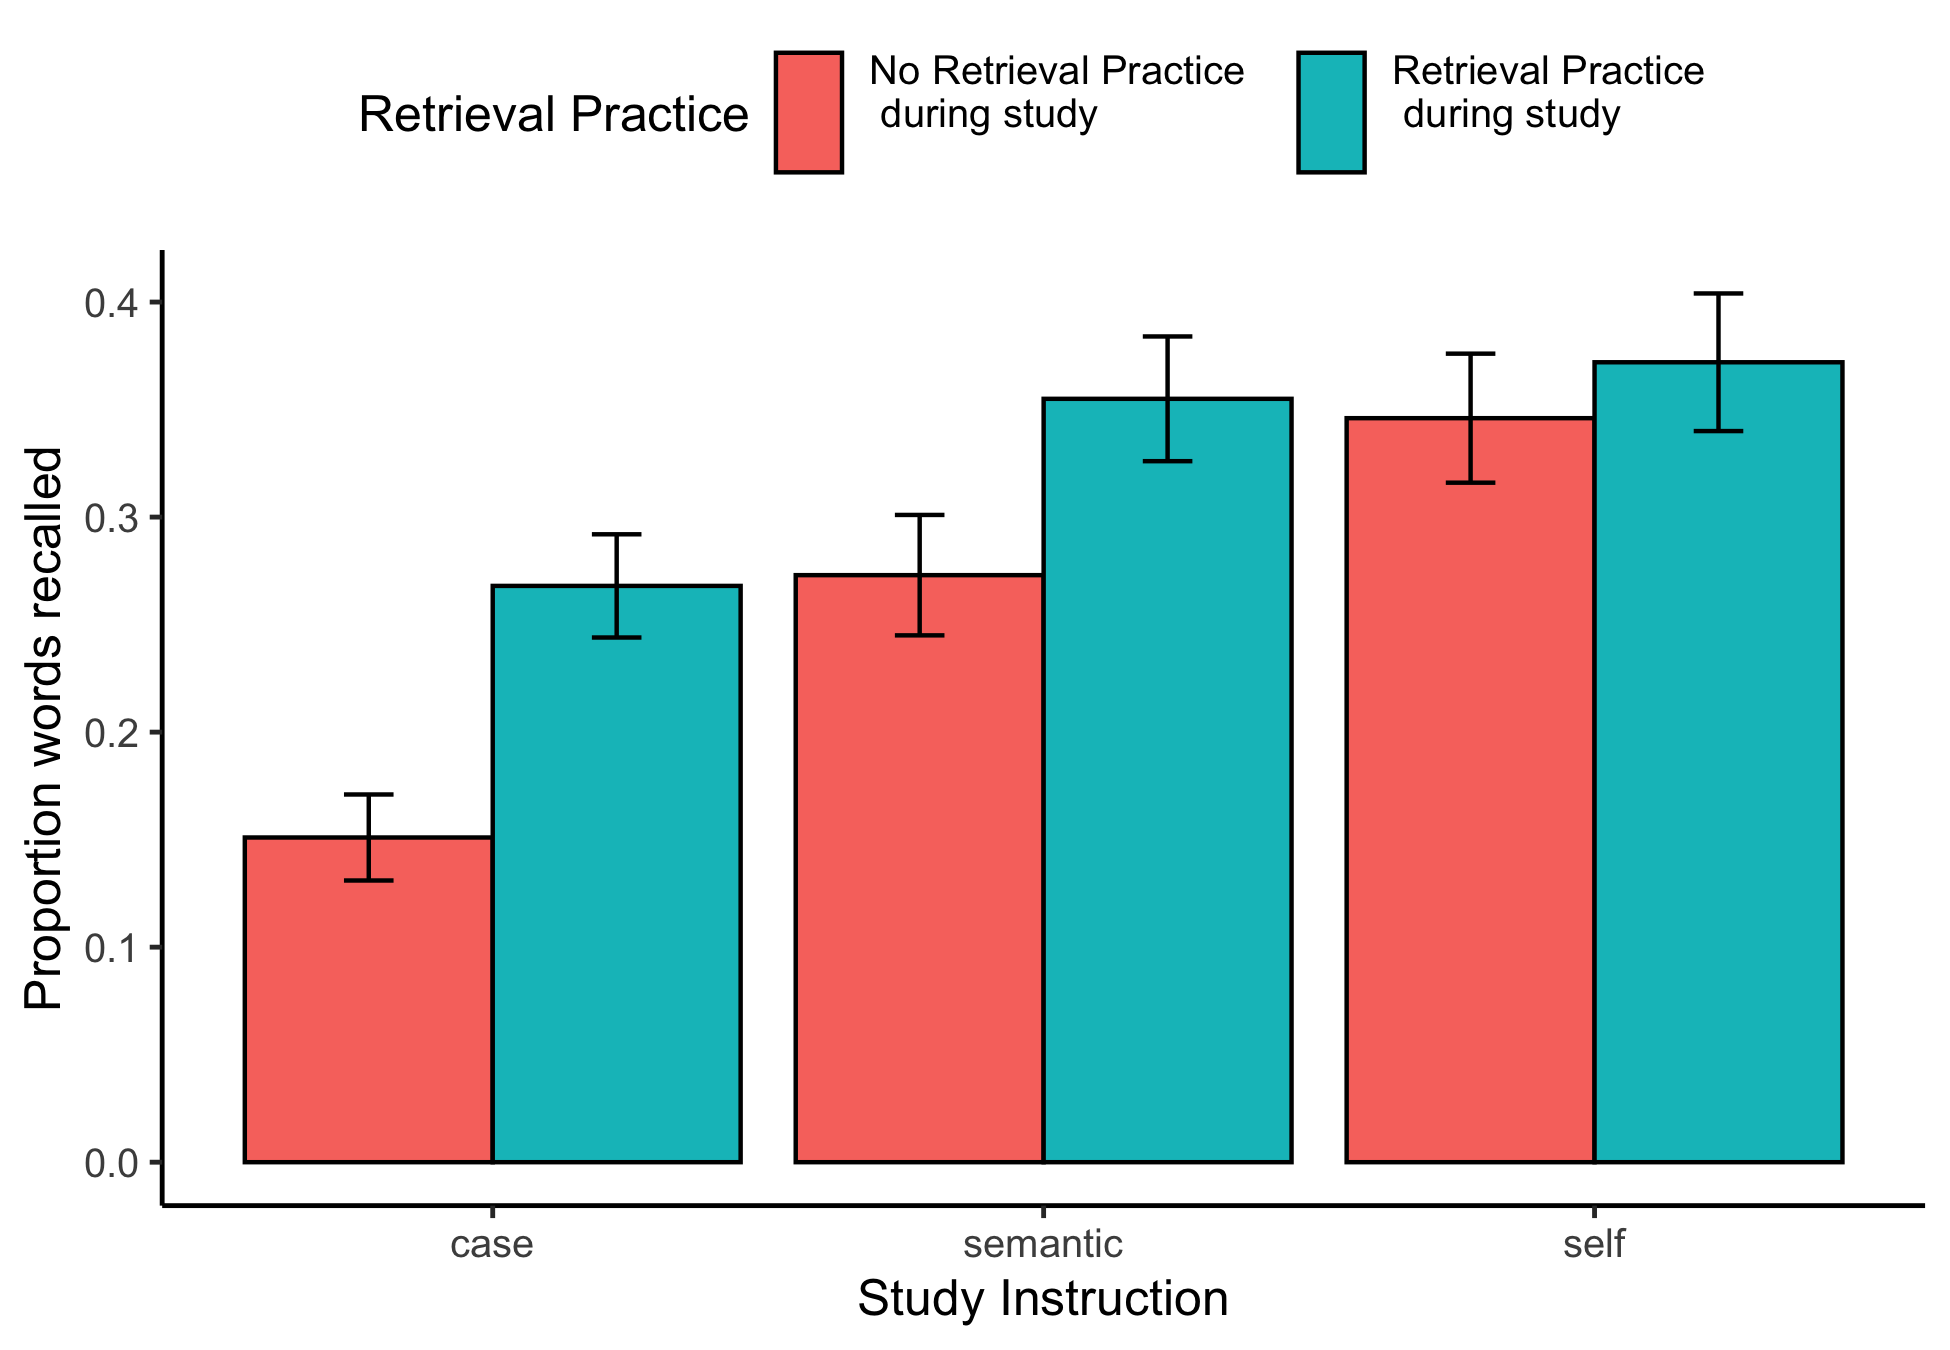 Retrieval Practice
No Retrieval Practice
during study
Retrieval Practice
during study
Proportion words recalled
0.4
0.3
0.2
0.1
0.0
case
semantic
self
Study Instruction